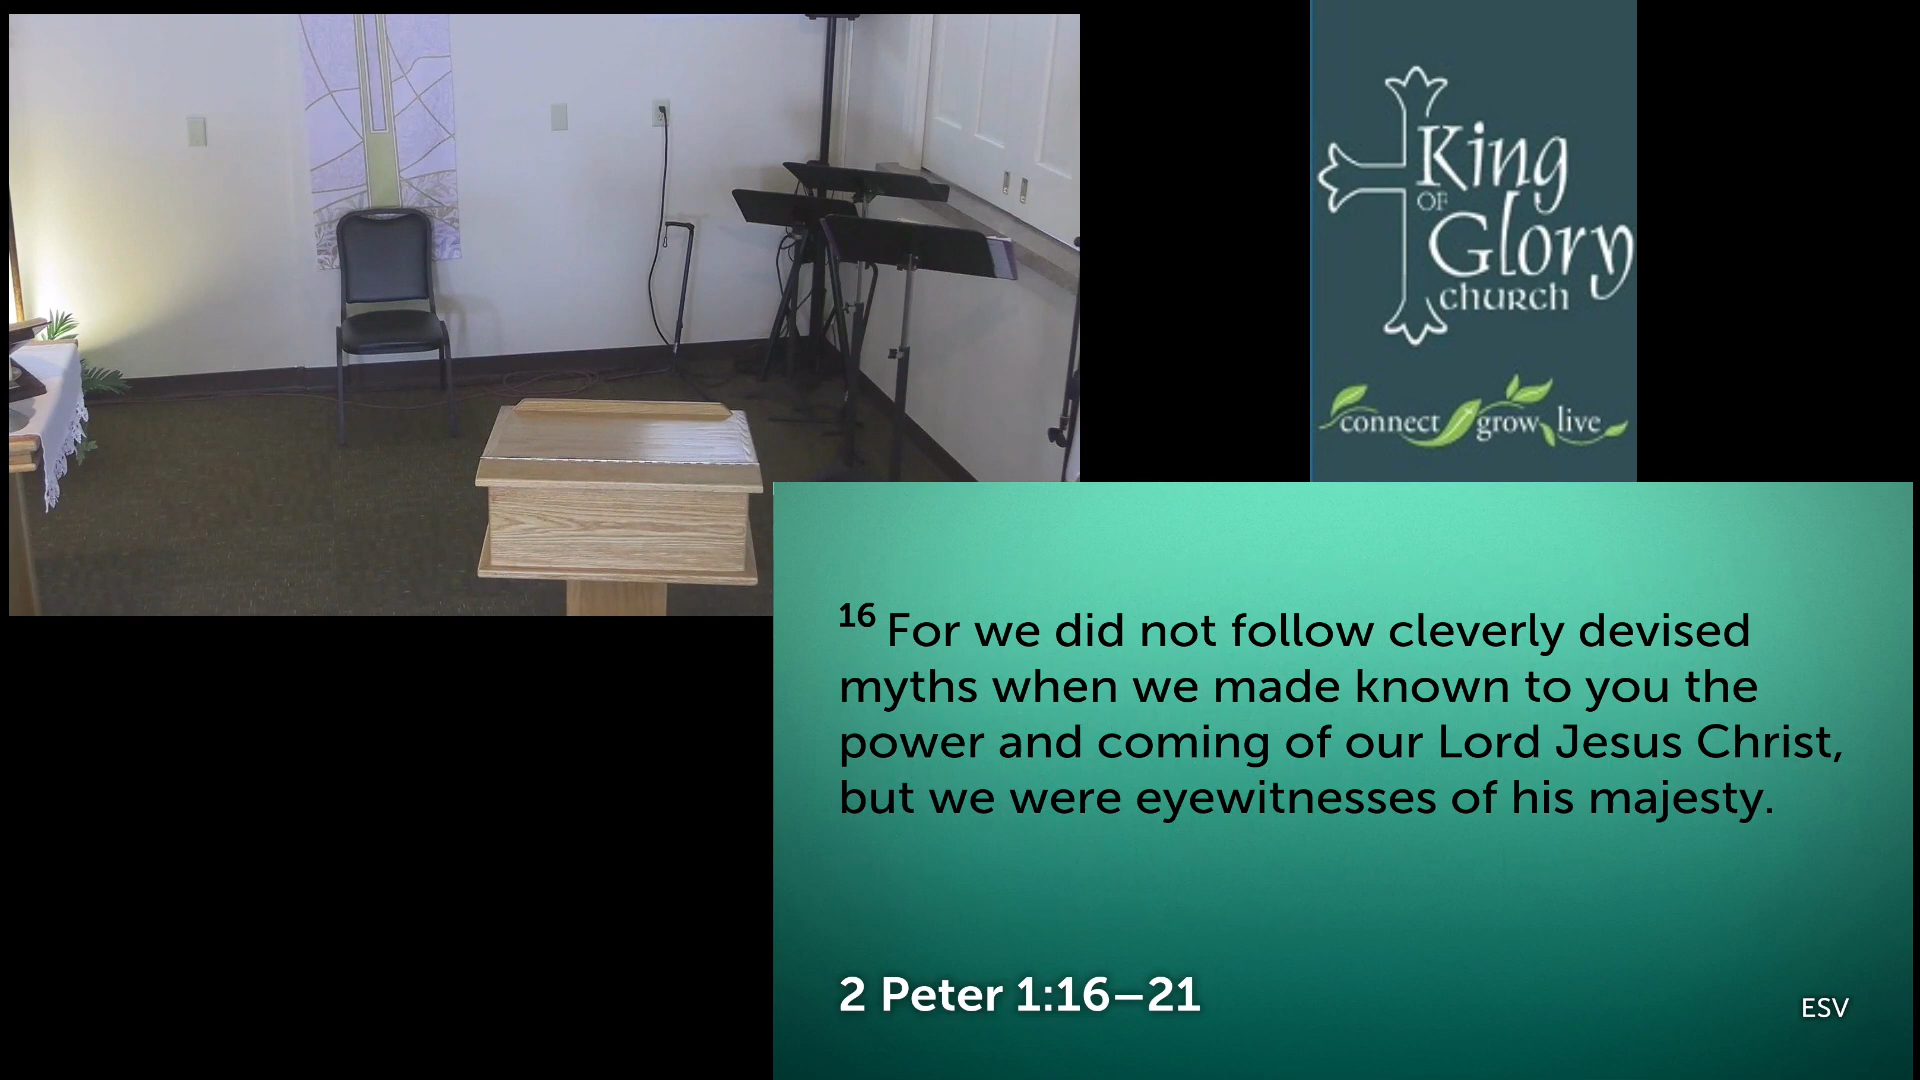 King
OF
Glory
church
connect grow live
16 For we did not follow cleverly devised
myths when we made known to you the
power and coming of our Lord Jesus Christ,
but we were eyewitnesses of his majesty.
2 Peter 1:16–21
ESV